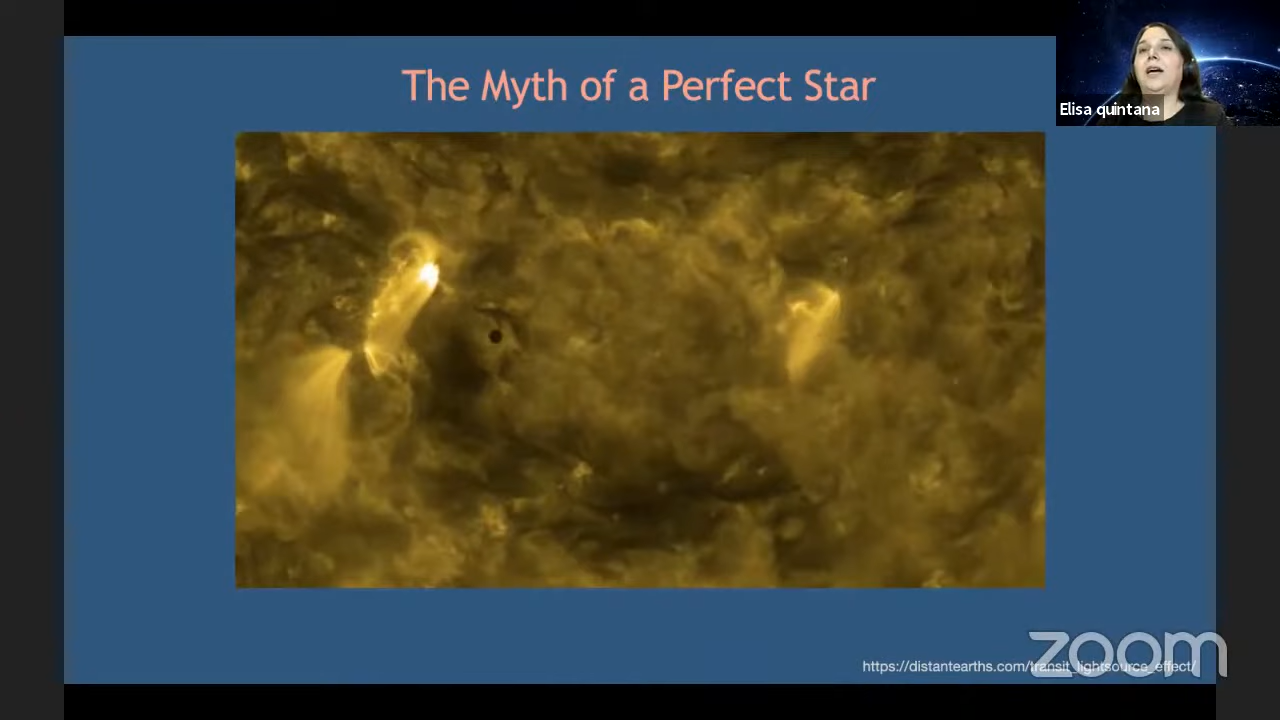 The Myth of a Perfect Star
Elisa quintana
https://distantearths.com/transit_lightsource_effect/
zoom